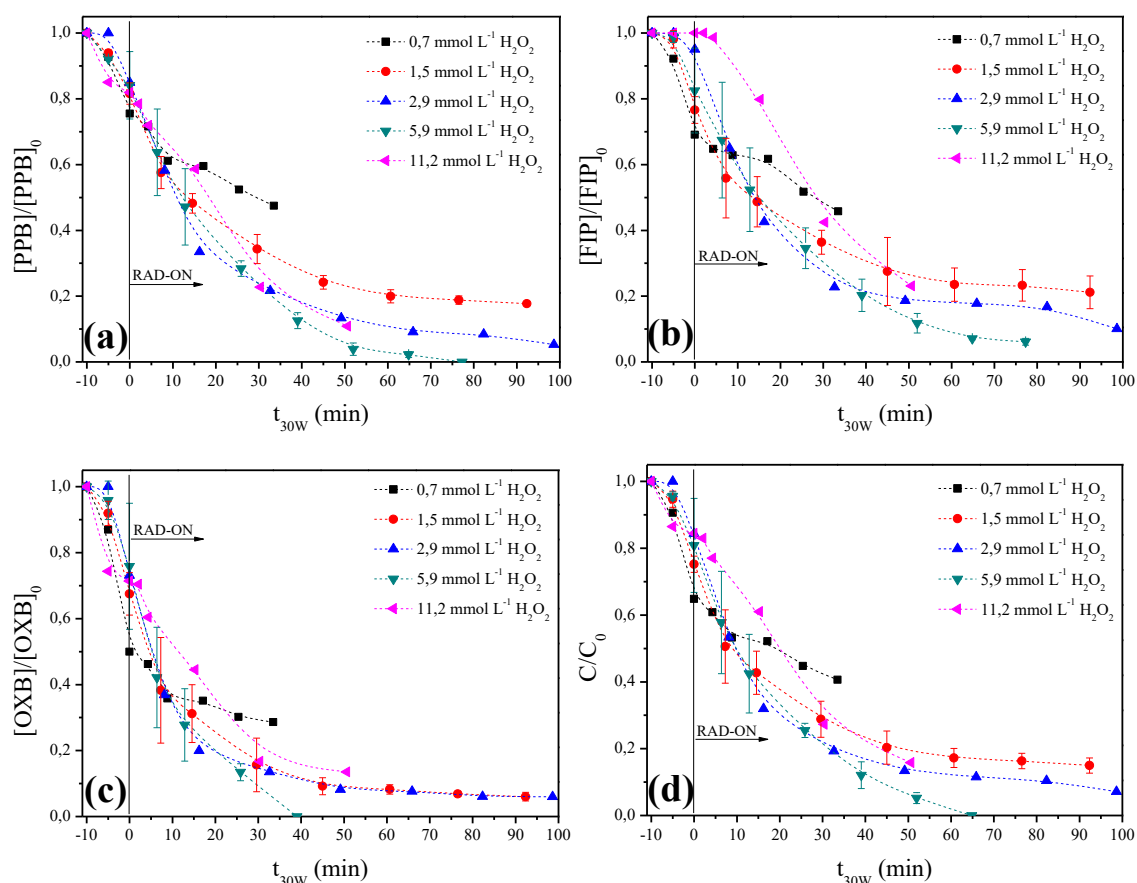 [PPB]/[PPB]0
1,0
0,8
0,6
0,4
0,2
0,0
0,7 mmol L-1 H2O2
1,5 mmol L-1 H2O2
2,9 mmol L-1 H2O2
5,9 mmol L-1 H2O2
11,2 mmol L-1 H2O2
RAD-ON
(a)
-10 0 10 20 30 40 50 60 70 80 90 100
t30W (min)
[FIP]/[FIP]0
1,0
0,8
0,6
0,4
0,2
0,0
0,7 mmol L-1 H2O2
1,5 mmol L-1 H2O2
2,9 mmol L-1 H2O2
5,9 mmol L-1 H2O2
11,2 mmol L-1 H2O2
RAD-ON
(b)
-10 0 10 20 30 40 50 60 70 80 90 100
t30W (min)
[OXB]/[OXB]0
1,0
0,8
0,6
0,4
0,2
0,0
0,7 mmol L-1 H2O2
1,5 mmol L-1 H2O2
2,9 mmol L-1 H2O2
5,9 mmol L-1 H2O2
11,2 mmol L-1 H2O2
RAD-ON
(c)
-10 0 10 20 30 40 50 60 70 80 90 100
t30W (min)
C/C0
1,0
0,8
0,6
0,4
0,2
0,0
0,7 mmol L-1 H2O2
1,5 mmol L-1 H2O2
2,9 mmol L-1 H2O2
5,9 mmol L-1 H2O2
11,2 mmol L-1 H2O2
RAD-ON
(d)
-10 0 10 20 30 40 50 60 70 80 90 100
t30W (min)